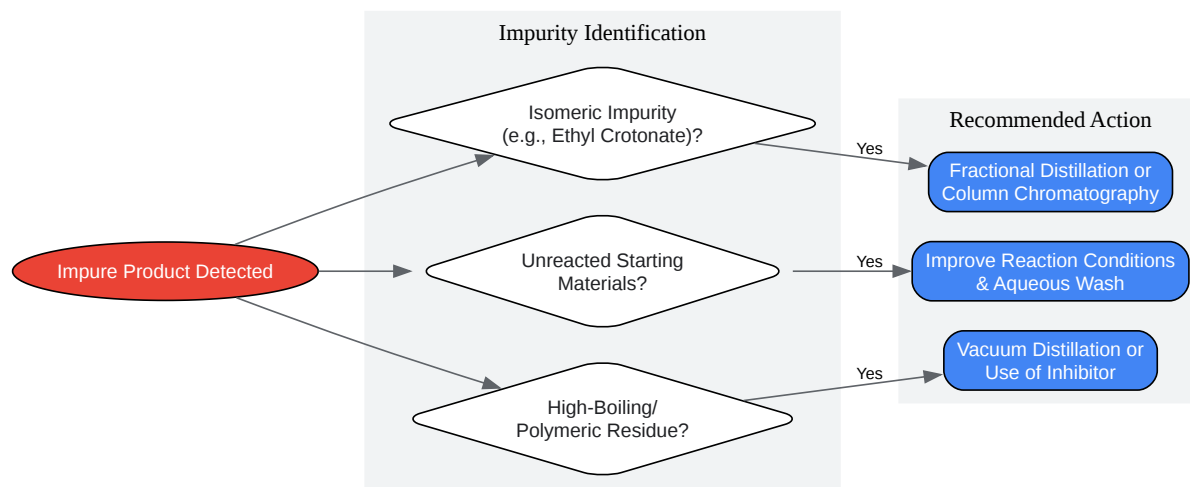 Impurity Identification
Isomeric Impurity
(e.g., Ethyl Crotonate)?
Yes
Recommended Action
Fractional Distillation or
Column Chromatography
Impure Product Detected
Unreacted Starting
Materials?
Yes
Improve Reaction Conditions
& Aqueous Wash
High-Boiling/
Polymeric Residue?
Yes
Vacuum Distillation or
Use of Inhibitor